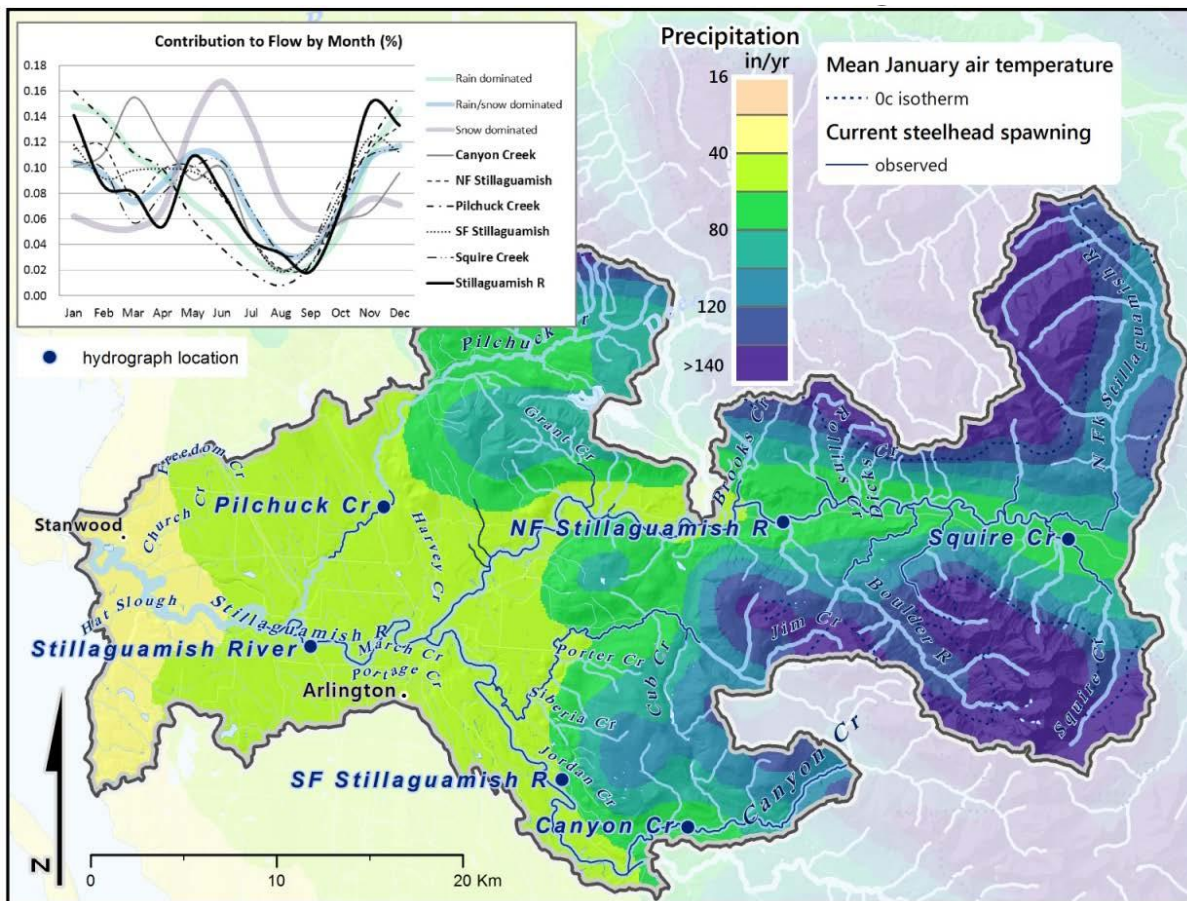 Contribution to Flow by Month (%)
0.18
0.16
0.14
0.12
0.10
0.08
0.06
0.04
0.02
0.00
Jan Feb Mar Apr May Jun Jul Aug Sep Oct Nov Dec
Rain dominated
Rain/snow dominated
Snow dominated
Canyon Creek
NF Stillaguamish
Pilchuck Creek
SF Stillaguamish
Squire Creek
Stillaguamish R
hydrograph location
Precipitation
in/yr
16
40
80
120
>140
Mean January air temperature
0c isotherm
Current steelhead spawning
observed
Pilchuck Cr
Grant Cr
Brooks Cr
Rollins Cr
Dicks Cr
N Fk Stillaguamish R
Freedom Cr
Church Cr
Stanwood
Pilchuck Cr
Harvey Cr
NF Stillaguamish R
Squire Cr
Hat Slough
Stillaguamish R
Stillaguamish River
March Cr
Portage Cr
Arlington
Porter Cr
Cub Cr
Jim Cr
Boulder R
Squire Cr
Siberia Cr
Jordan Cr
SF Stillaguamish R
Canyon Cr
Canyon Cr
N
0 10 20 Km